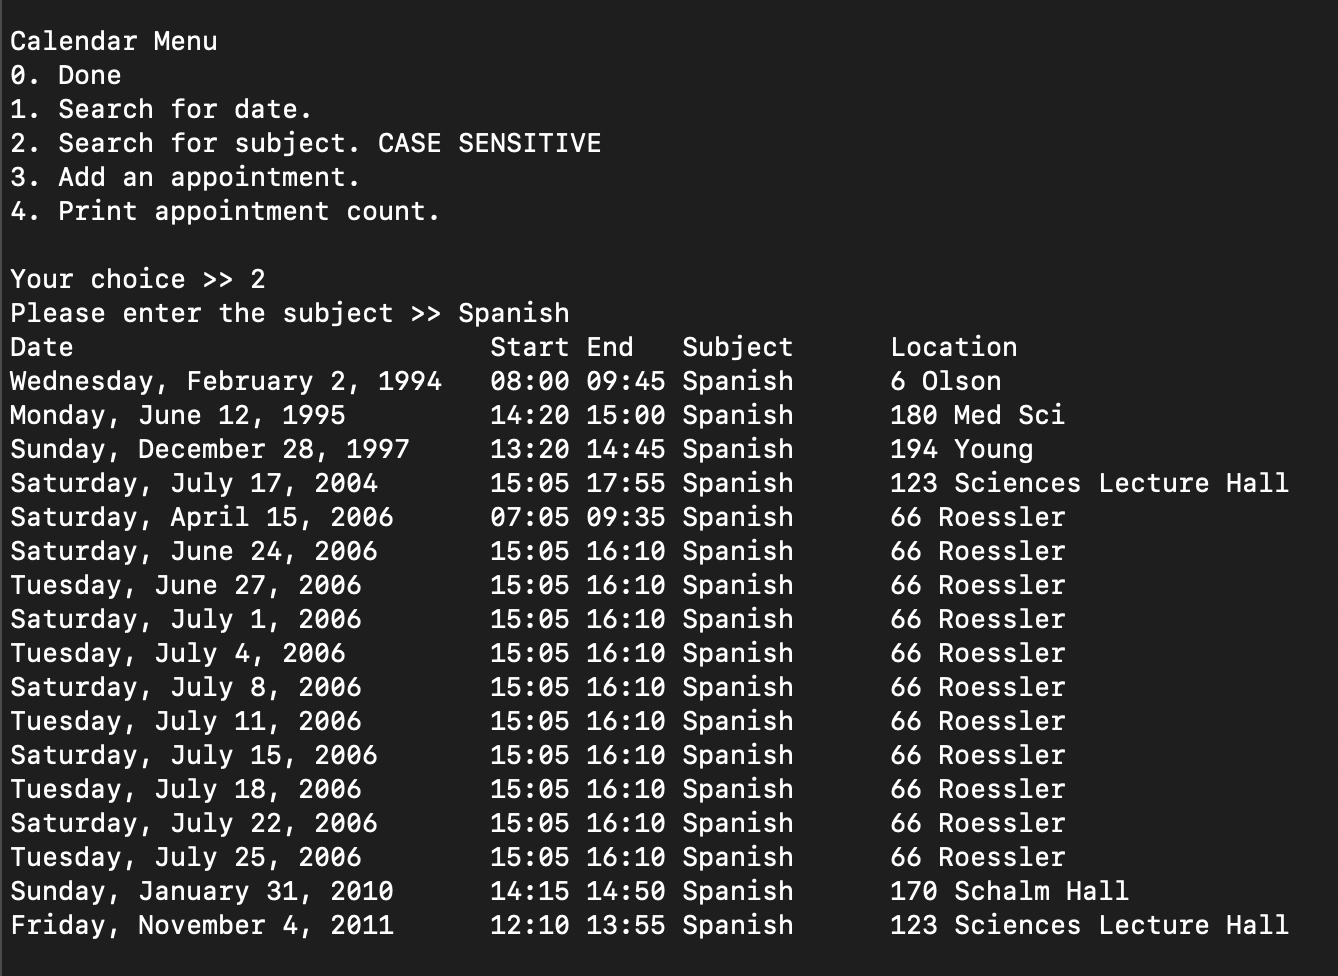 Calendar Menu
0. Done
1. Search for date.
2. Search for subject. CASE SENSITIVE
3. Add an appointment.
4. Print appointment count.
Your choice >> 2
Please enter the subject >> Spanish
Date                          Start End   Subject      Location
Wednesday, February 2, 1994   08:00 09:45 Spanish      6 Olson
Monday, June 12, 1995         14:20 15:00 Spanish      180 Med Sci
Sunday, December 28, 1997     13:20 14:45 Spanish      194 Young
Saturday, July 17, 2004       15:05 17:55 Spanish      123 Sciences Lecture Hall
Saturday, April 15, 2006      07:05 09:35 Spanish      66 Roessler
Saturday, June 24, 2006       15:05 16:10 Spanish      66 Roessler
Tuesday, June 27, 2006        15:05 16:10 Spanish      66 Roessler
Saturday, July 1, 2006        15:05 16:10 Spanish      66 Roessler
Tuesday, July 4, 2006         15:05 16:10 Spanish      66 Roessler
Saturday, July 8, 2006        15:05 16:10 Spanish      66 Roessler
Tuesday, July 11, 2006        15:05 16:10 Spanish      66 Roessler
Saturday, July 15, 2006       15:05 16:10 Spanish      66 Roessler
Tuesday, July 18, 2006        15:05 16:10 Spanish      66 Roessler
Saturday, July 22, 2006       15:05 16:10 Spanish      66 Roessler
Tuesday, July 25, 2006        15:05 16:10 Spanish      66 Roessler
Sunday, January 31, 2010      14:15 14:50 Spanish      170 Schalm Hall
Friday, November 4, 2011      12:10 13:55 Spanish      123 Sciences Lecture Hall